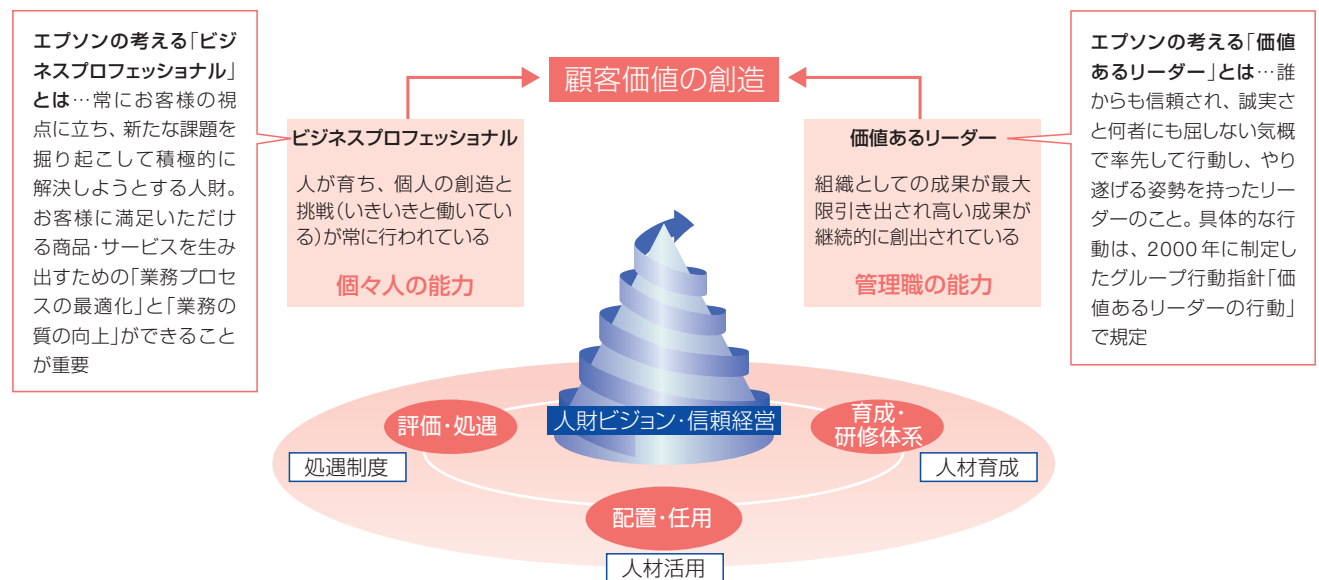 エプソンの考える「ビジ
ネスプロフェッショナル」
とは…常にお客様の視
点に立ち、新たな課題を
掘り起こして積極的に
解決しようとする人財。
お客様に満足いただけ
る商品・サービスを生み
出すための「業務プロセ
スの最適化」と「業務の
質の向上」ができること
が重要
顧客価値の創造
ビジネスプロフェッショナル
人が育ち、個人の創造と
挑戦(いきいきと働いてい
る)が常に行われている
個々人の能力
価値あるリーダー
組織としての成果が最大
限引き出され高い成果が
継続的に創出されている
管理職の能力
エプソンの考える「価値
あるリーダー」とは…誰
からも信頼され、誠実さ
と何者にも屈しない気概
で率先して行動し、やり
遂げる姿勢を持ったリー
ダーのこと。具体的な行
動は、2000年に制定し
たグループ行動指針「価
値あるリーダーの行動」
で規定
人財ビジョン・信頼経営
評価・処遇
処遇制度
育成・
研修体系
人材育成
配置・任用
人材活用